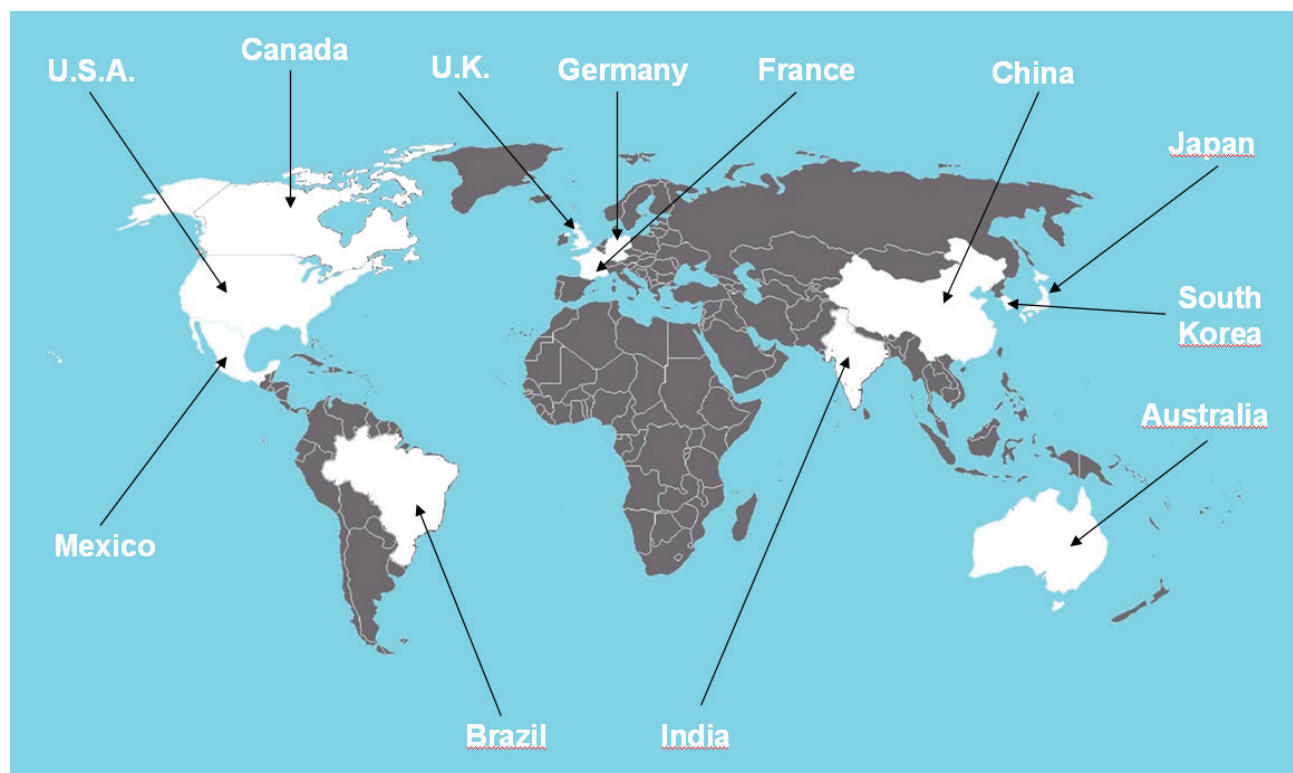 Canada
U.S.A.
U.K.
Germany
France
China
Japan
South
Korea
Australia
Mexico
Brazil
India